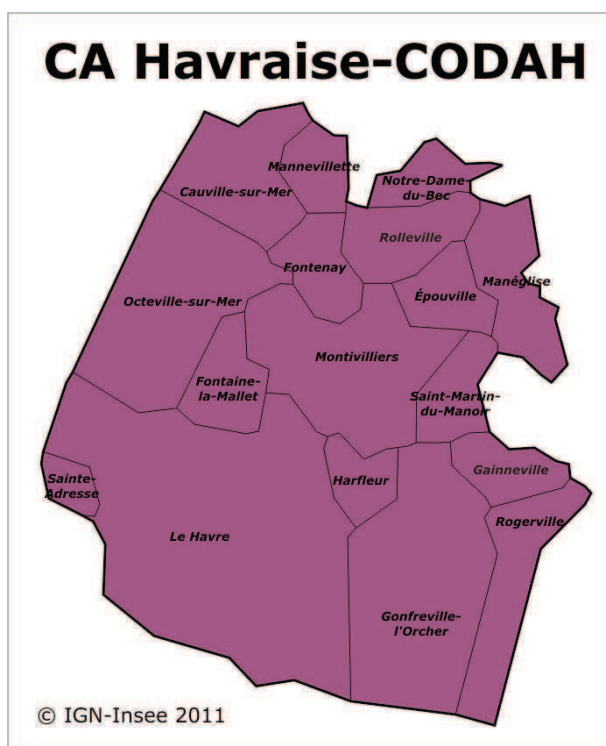 CA Havraise-CODAH
Mannevillette
Notre-Dame-
du-Bec
Cauville-sur-Mer
Rolleville
Fontenay
Manéglise
Octeville-sur-Mer
Épouville
Montivilliers
Fontaine-
la-Mallet
Saint-Martin-
du-Manoir
Gainneville
Sainte-
Adresse
Harfleur
Rogerville
Le Havre
Gonfreville-
l'Orcher
© IGN-Insee 2011